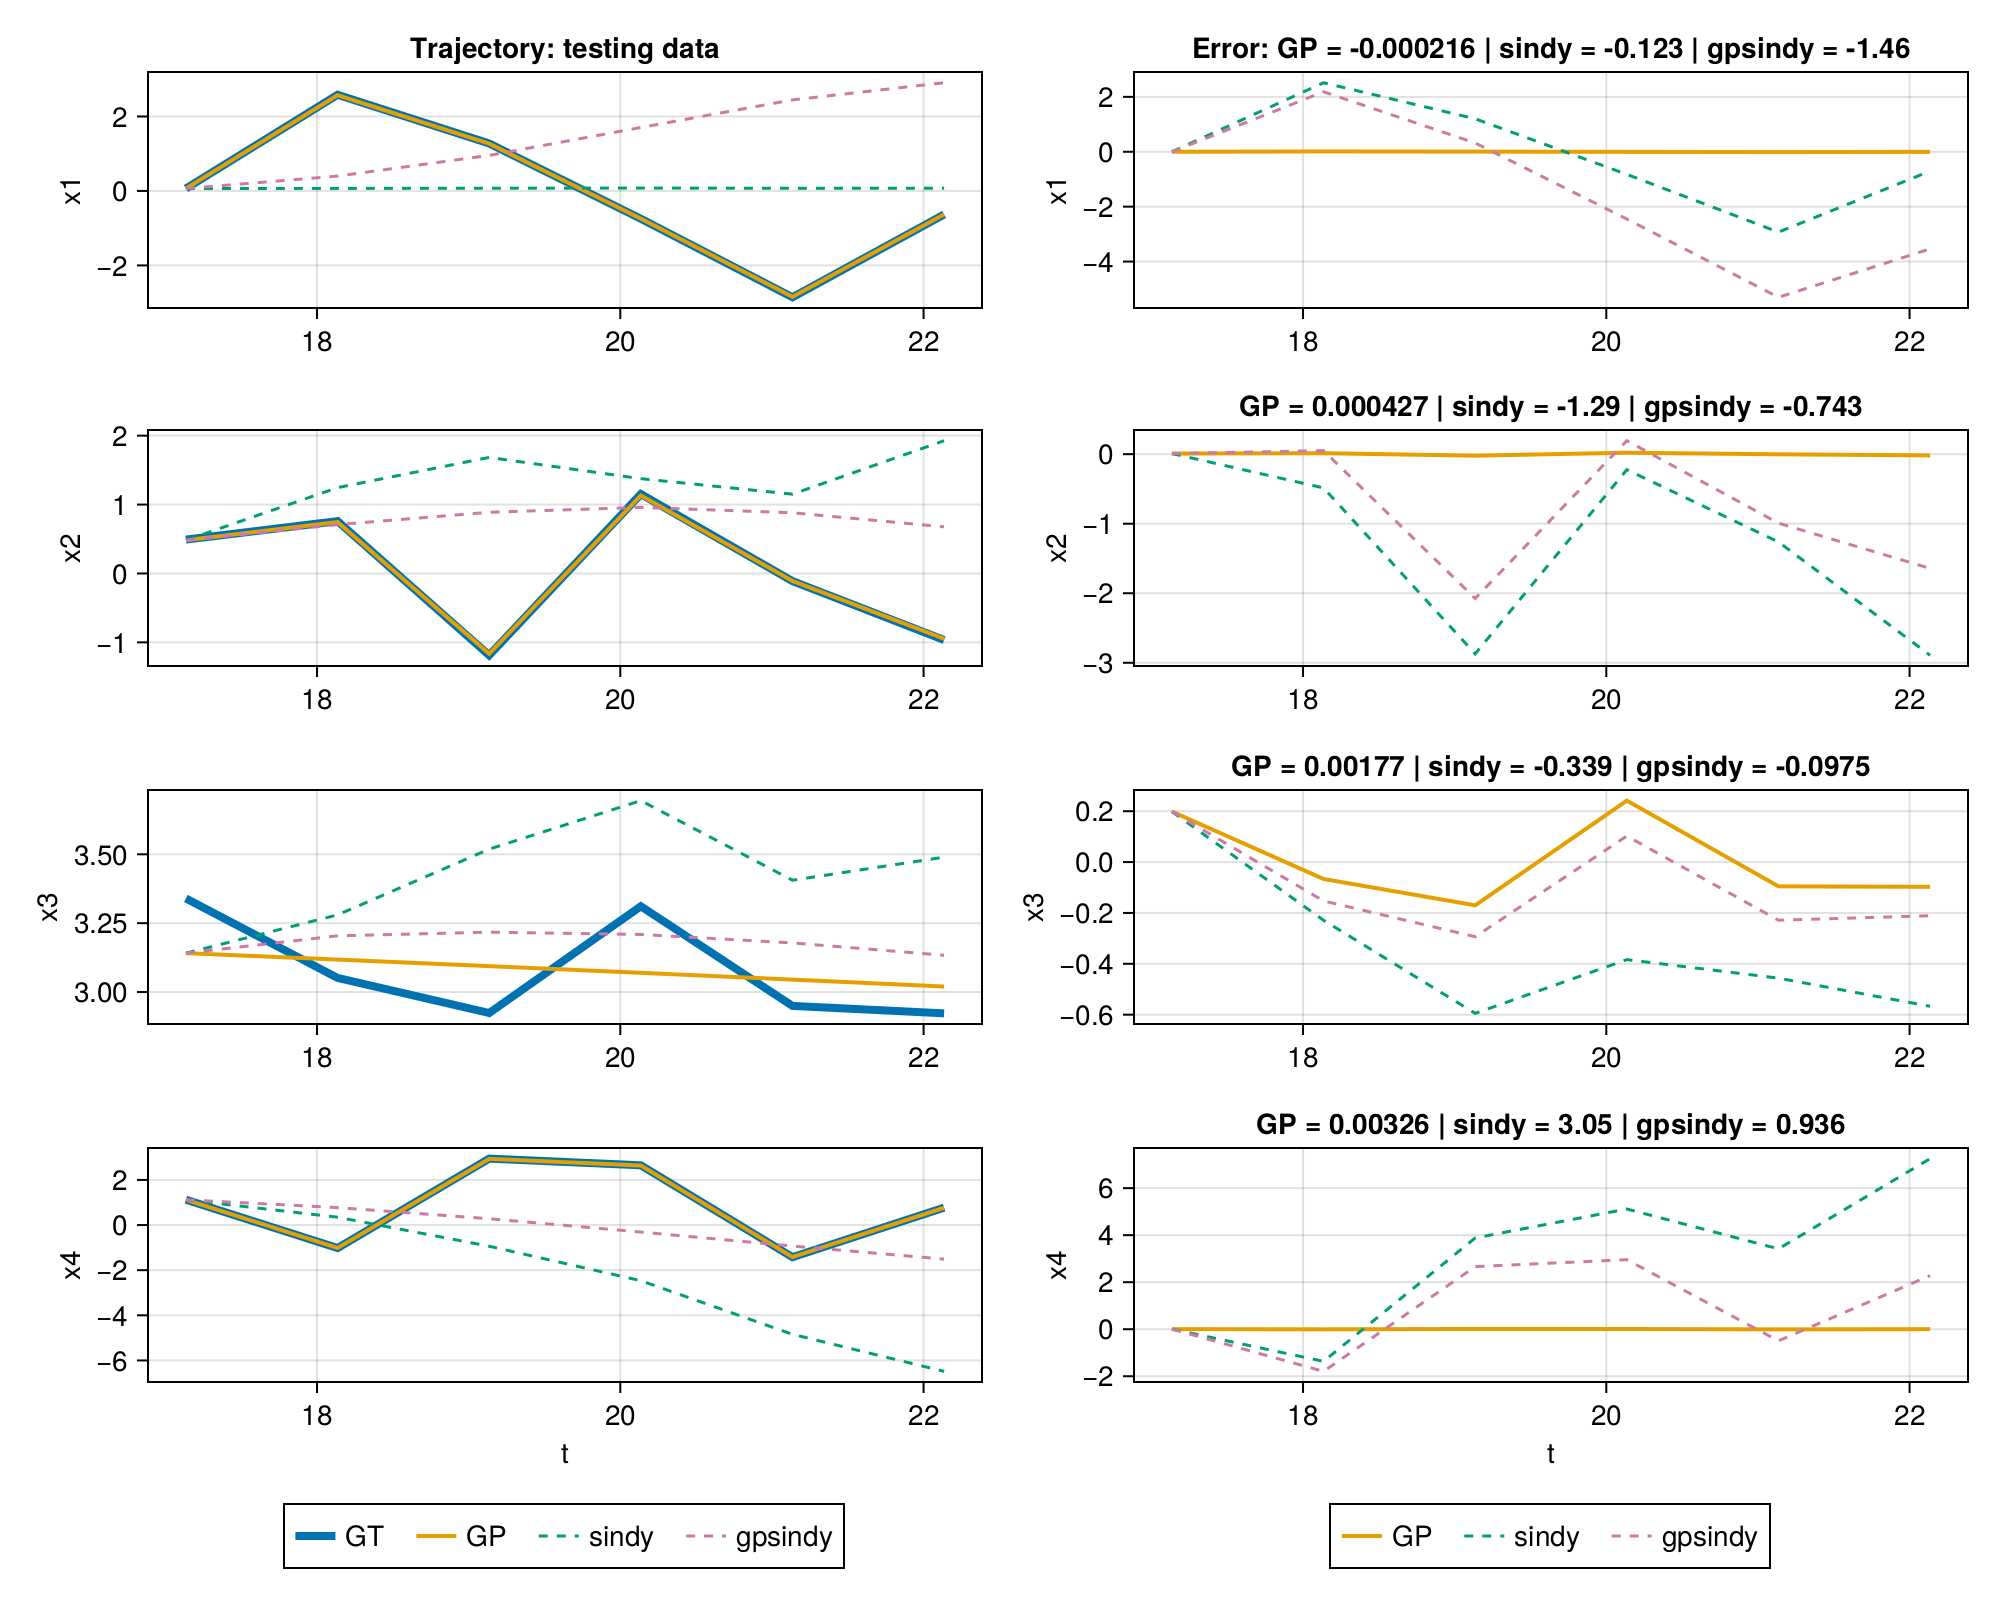 Trajectory: testing data
x1
2
0
−2
18 20 22
Error: GP = -0.000216 | sindy = -0.123 | gpsindy = -1.46
x1
2
0
−2
−4
18 20 22
x2
2
1
0
−1
18 20 22
GP = 0.000427 | sindy = -1.29 | gpsindy = -0.743
x2
0
−1
−2
−3
18 20 22
x3
3.50
3.25
3.00
18 20 22
GP = 0.00177 | sindy = -0.339 | gpsindy = -0.0975
x3
0.2
0.0
−0.2
−0.4
−0.6
18 20 22
x4
2
0
−2
−4
−6
18 20 22
t
GP = 0.00326 | sindy = 3.05 | gpsindy = 0.936
x4
6
4
2
0
−2
18 20 22
t
GT GP sindy gpsindy
GP sindy gpsindy